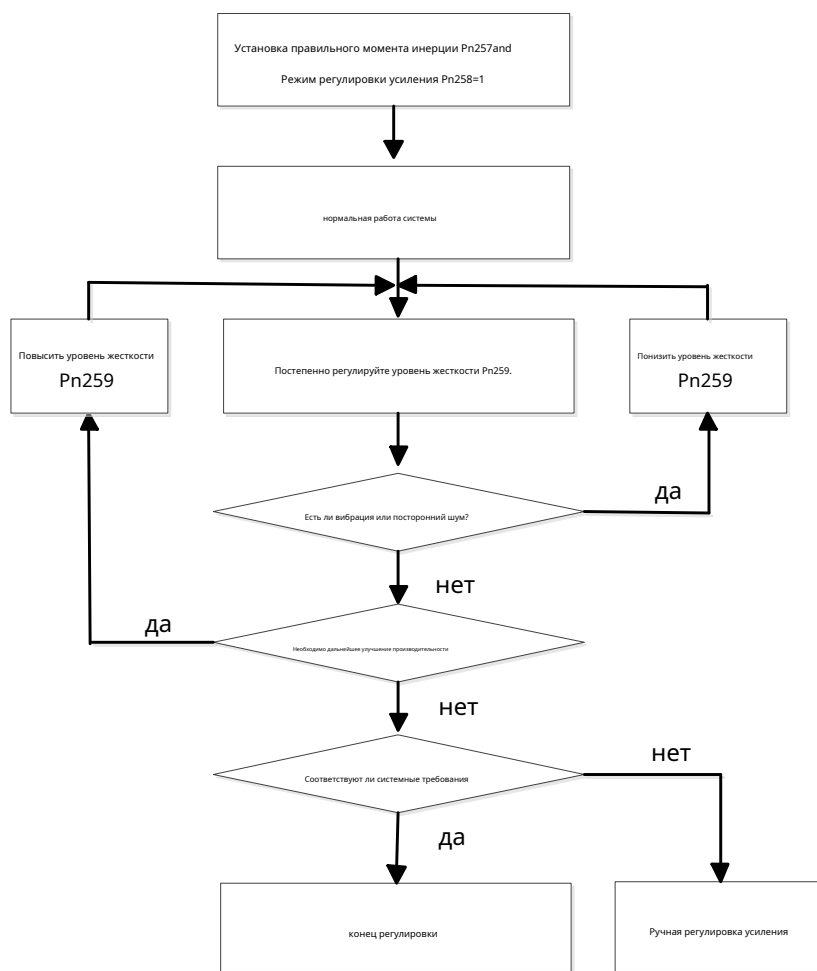 Установка правильного момента инерции Pn257and
Режим регулировки усиления Pn258=1
нормальная работа системы
Повысить уровень жесткости
Pn259
Постепенно регулируйте уровень жесткости Pn259.
Понизить уровень жесткости
Pn259
да
Есть ли вибрация или посторонний шум?
нет
да
Необходимо дальнейшее улучшение производительности
нет
нет
Соответствуют ли системные требования
да
конец регулировки
Ручная регулировка усиления